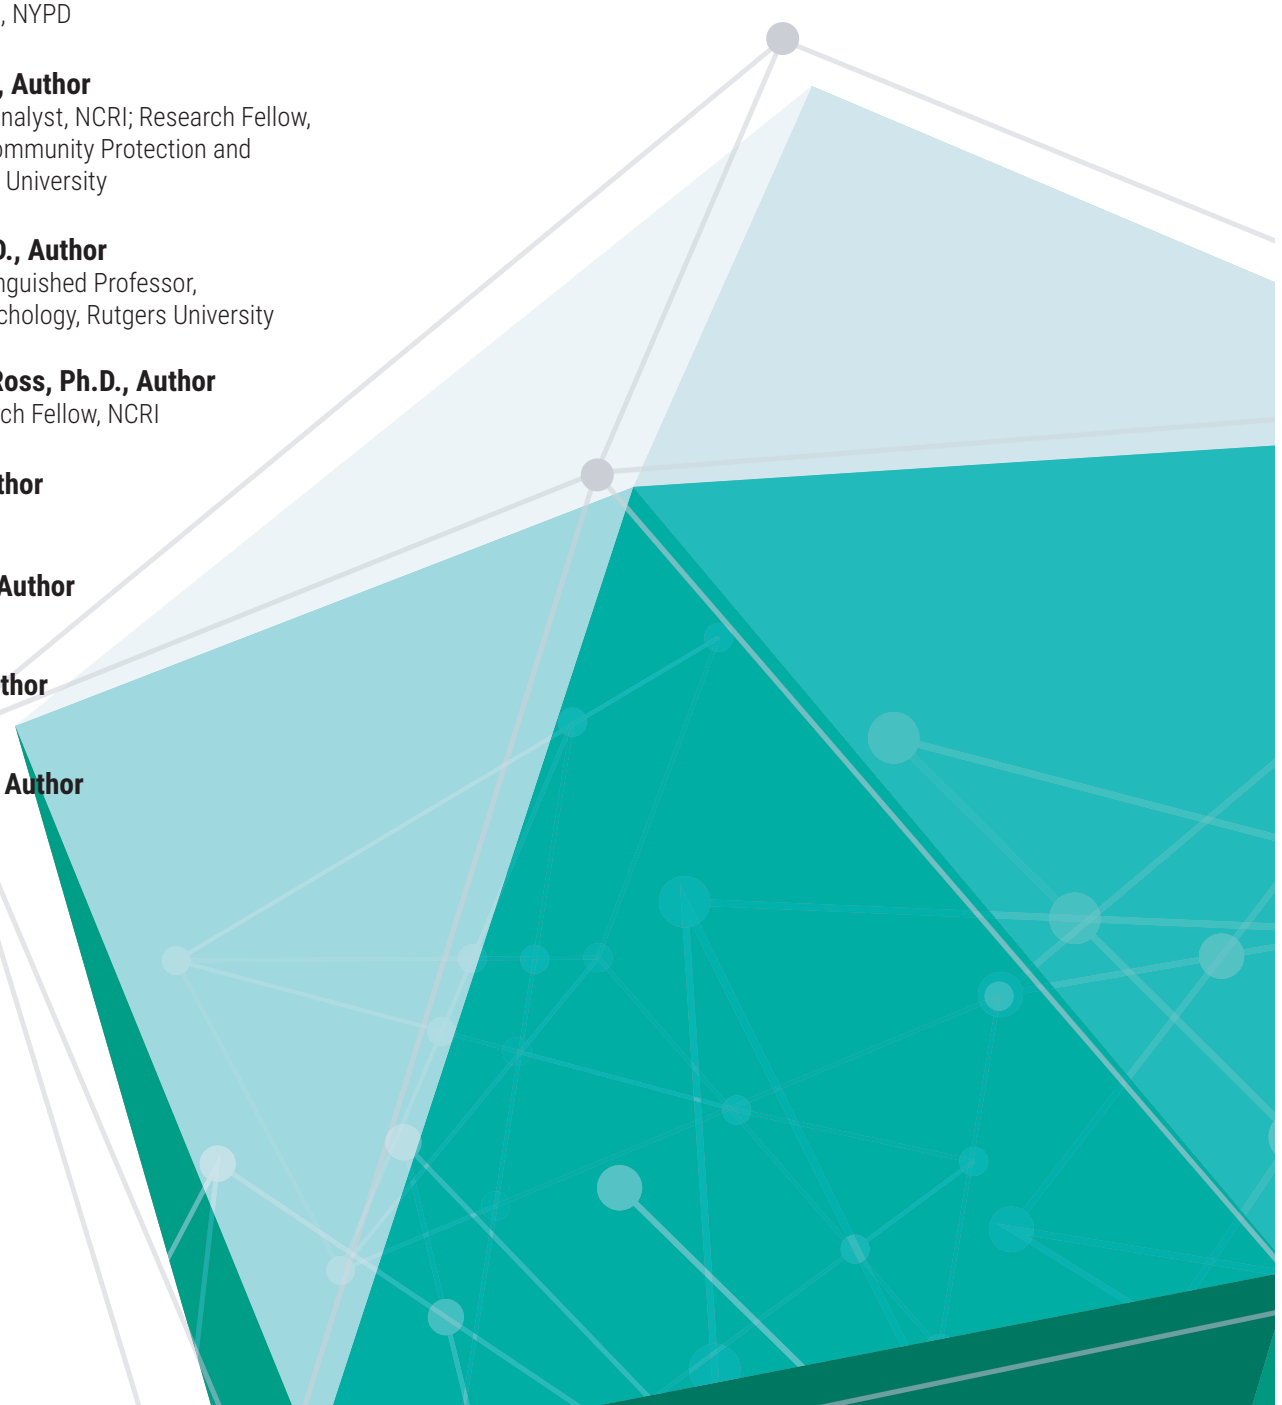 , NYPD
, Author
nalyst, NCRI; Research Fellow,
ommunity Protection and
University
D., Author
nguished Professor,
chology, Rutgers University
Ross, Ph.D., Author
ch Fellow, NCRI
thor
Author
thor
Author